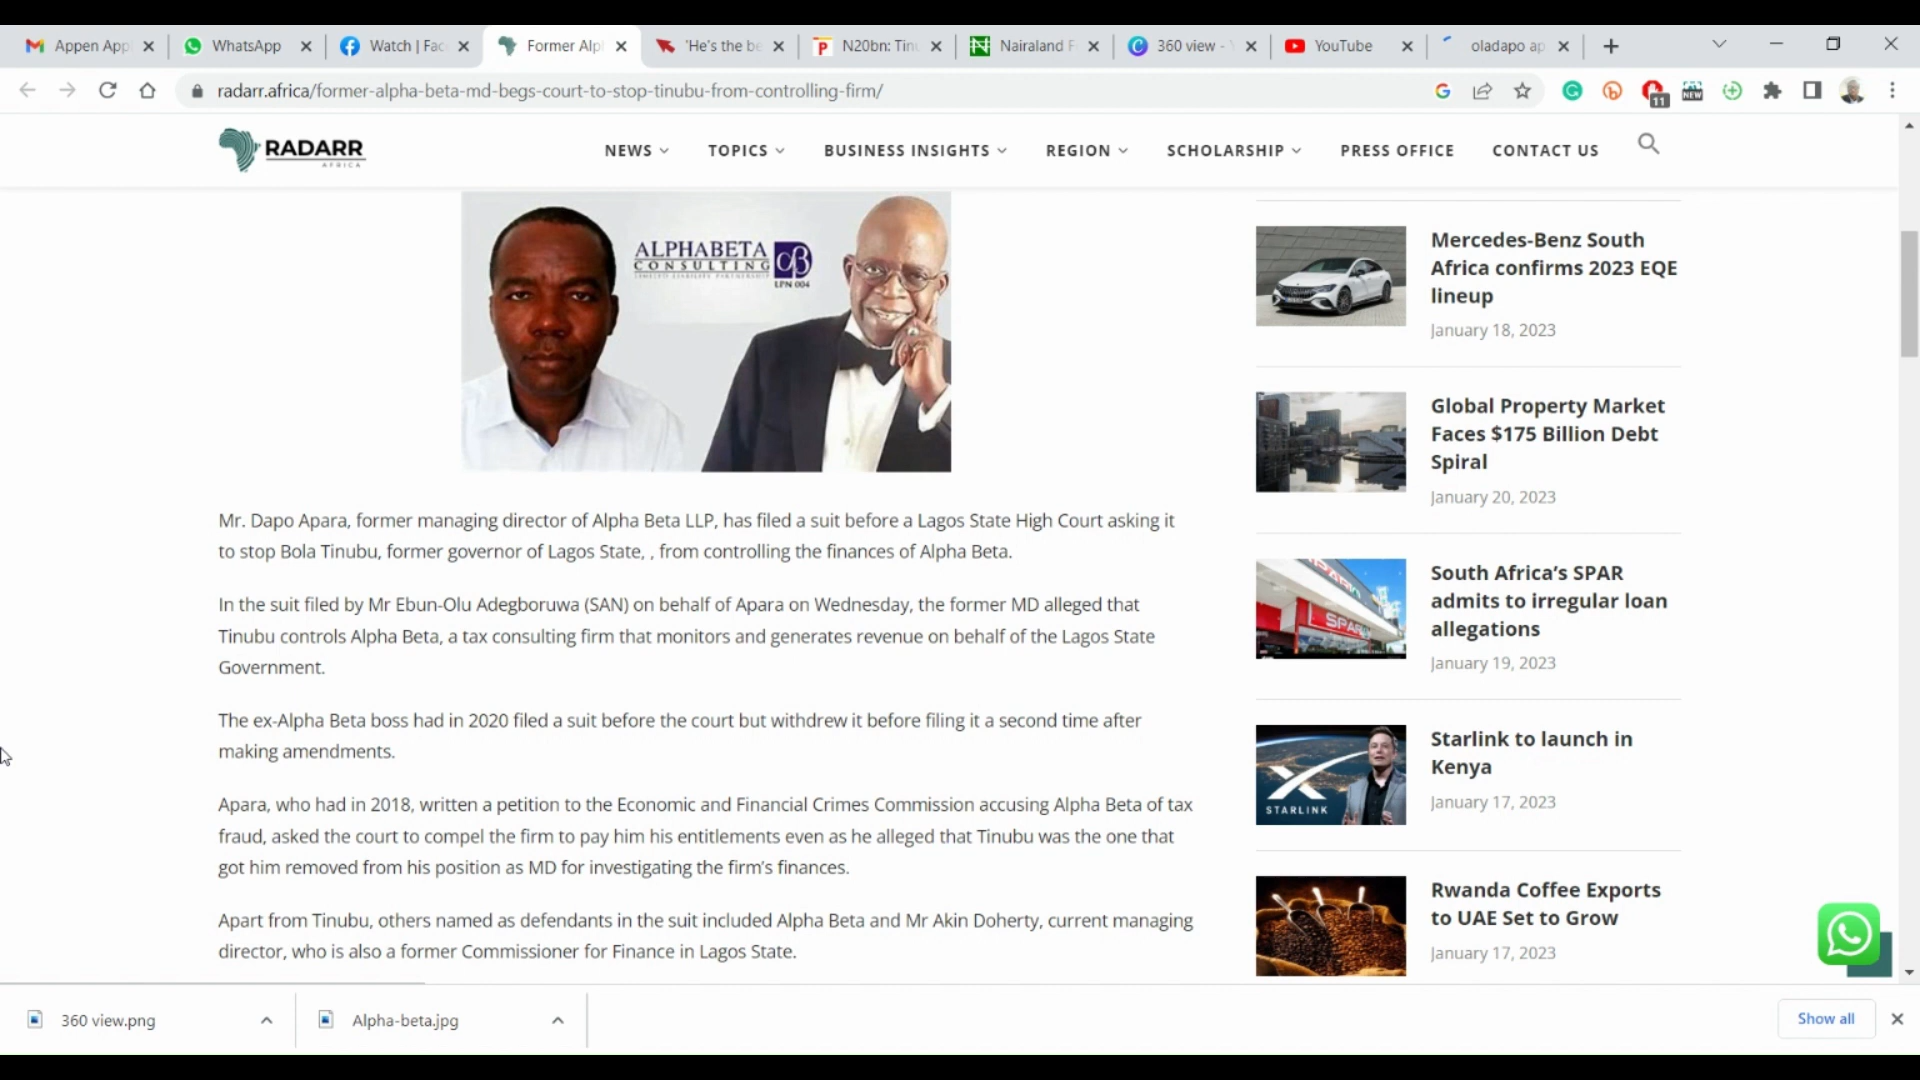 Appen App
WhatsApp
Watch | Fac
Former Alp
'He's the be
N20bn: Tin
Nairaland F
360 view -
YouTube
oladapo ap
radarr.africa/former-alpha-beta-md-begs-court-to-stop-tinubu-from-controlling-firm/
11
NEW
RADARR
AFRICA
NEWS
TOPICS
BUSINESS INSIGHTS
REGION
SCHOLARSHIP
PRESS OFFICE
CONTACT US
ALPHABETA
CONSULTING
LIMITED LIABILITY PARTNERSHIP
LPN 004
Mr. Dapo Apara, former managing director of Alpha Beta LLP, has filed a suit before a Lagos State High Court asking it
to stop Bola Tinubu, former governor of Lagos State, , from controlling the finances of Alpha Beta.
In the suit filed by Mr Ebun-Olu Adegboruwa (SAN) on behalf of Apara on Wednesday, the former MD alleged that
Tinubu controls Alpha Beta, a tax consulting firm that monitors and generates revenue on behalf of the Lagos State
Government.
The ex-Alpha Beta boss had in 2020 filed a suit before the court but withdrew it before filing it a second time after
making amendments.
Apara, who had in 2018, written a petition to the Economic and Financial Crimes Commission accusing Alpha Beta of tax
fraud, asked the court to compel the firm to pay him his entitlements even as he alleged that Tinubu was the one that
got him removed from his position as MD for investigating the firm's finances.
Apart from Tinubu, others named as defendants in the suit included Alpha Beta and Mr Akin Doherty, current managing
director, who is also a former Commissioner for Finance in Lagos State.
Mercedes-Benz South
Africa confirms 2023 EQE
lineup
January 18, 2023
Global Property Market
Faces $175 Billion Debt
Spiral
January 20, 2023
SPAR
South Africa's SPAR
admits to irregular loan
allegations
January 19, 2023
STARLINK
Starlink to launch in
Kenya
January 17, 2023
Rwanda Coffee Exports
to UAE Set to Grow
January 17, 2023
360 view.png
Alpha-beta.jpg
Show all